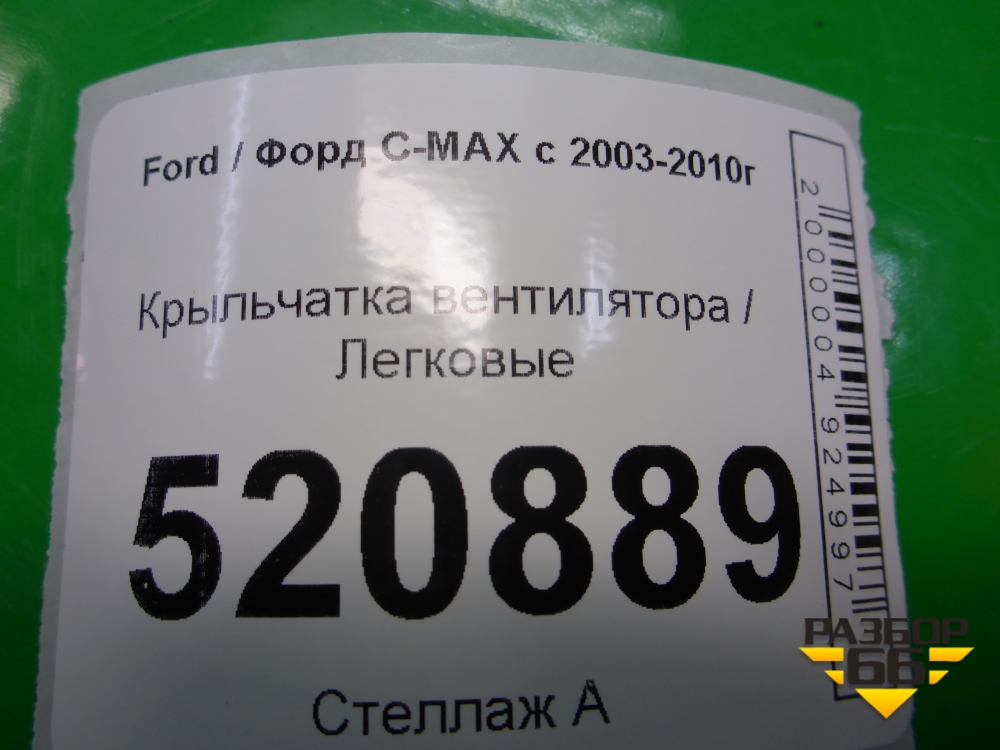 Ford / Форд C-MAX с 2003-2010г
Крыльчатка вентилятора /
Легковые
520889
Стеллаж А
2000004924997
РАЗБОР
66